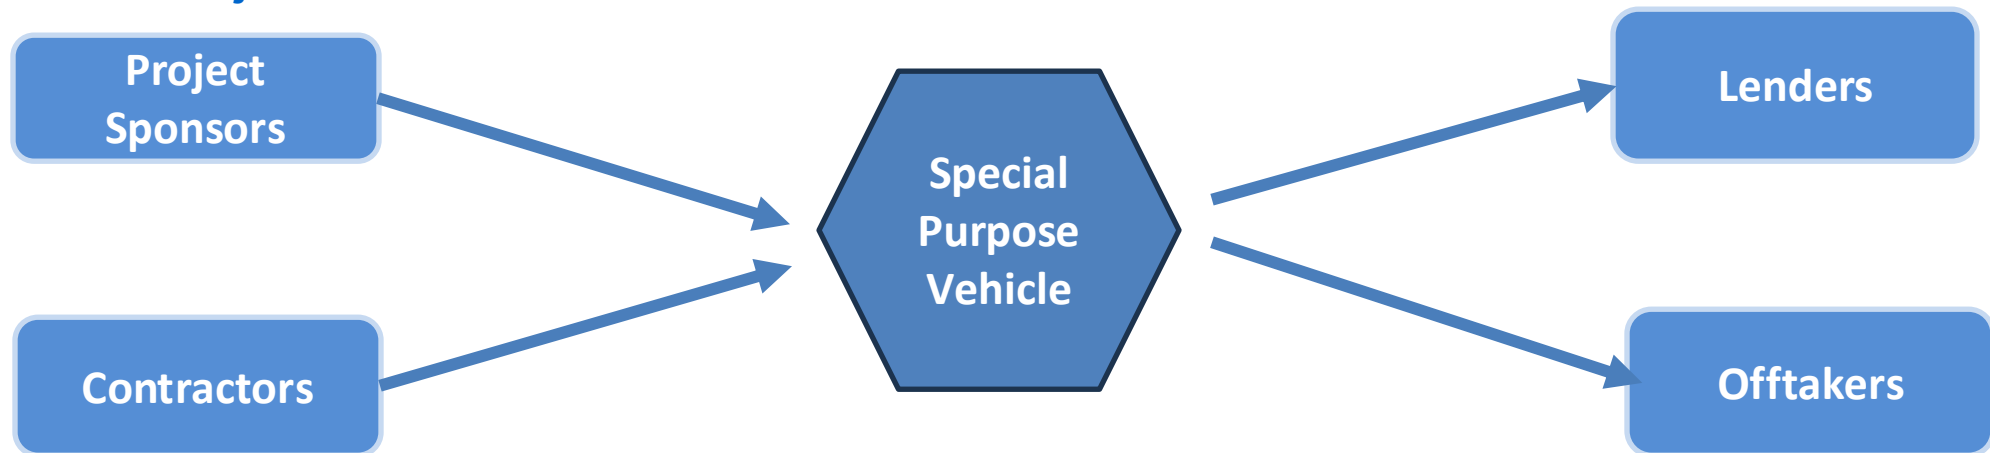 Project
Sponsors
Lenders
Special
Purpose
Vehicle
Contractors
Offtakers